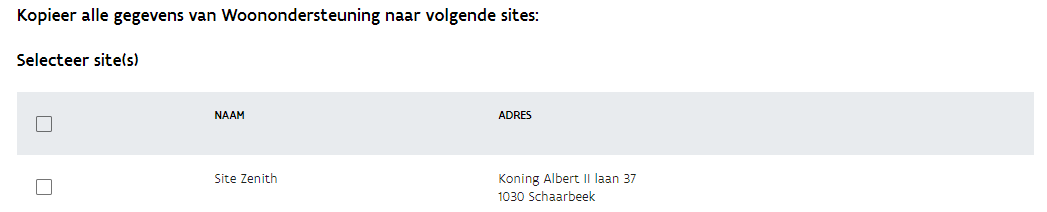 Kopieer alle gegevens van Woonondersteuning naar volgende sites:
Selecteer site(s)
NAAM ADRES
Site Zenith Koning Albert II laan 37
1030 Schaarbeek